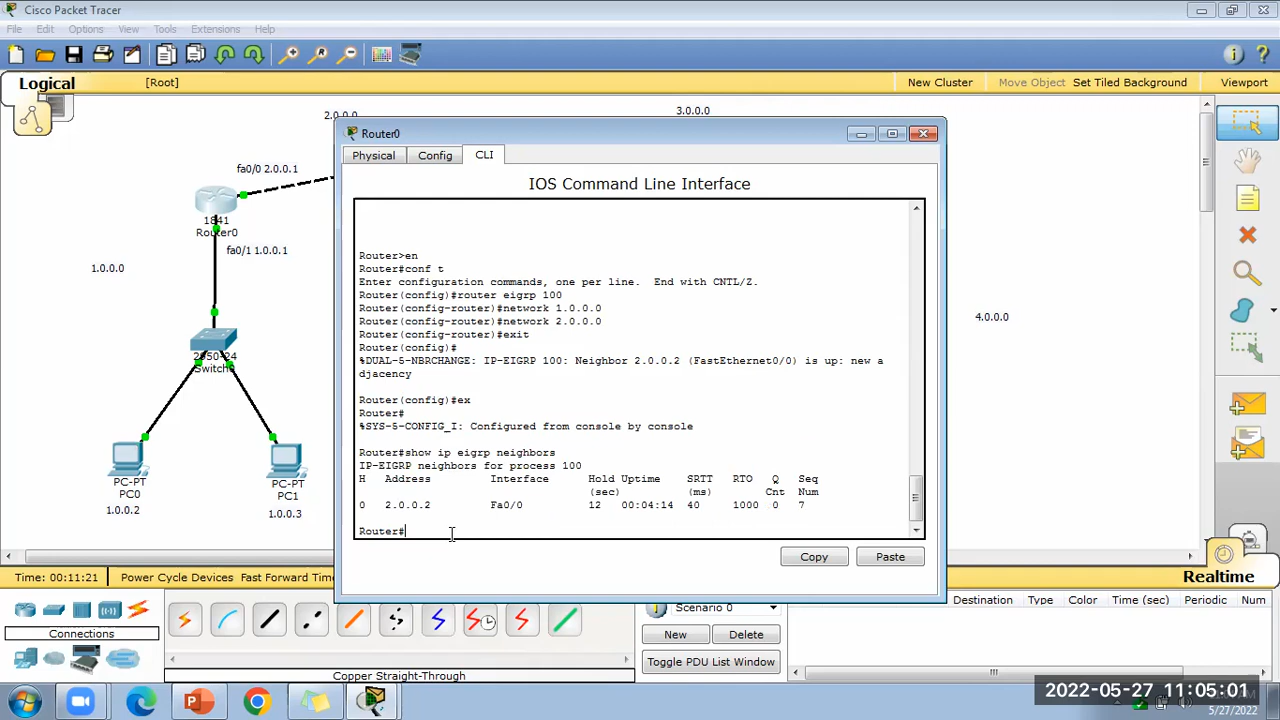 Cisco Packet Tracer
File Edit Options View Tools Extensions Help
Logical [Root] New Cluster Move Object Set Tiled Background Viewport
3.0.0.0
Router0
Physical Config CLI
IOS Command Line Interface
fa0/0 2.0.0.1
1841
Router0
fa0/1 1.0.0.1
1.0.0.0
4.0.0.0
2950-24
Switch0
PC-PT
PC0
1.0.0.2
PC-PT
PC1
1.0.0.3
Router>en
Router#conf t
Enter configuration commands, one per line.  End with CNTL/Z.
Router(config)#router eigrp 100
Router(config-router)#network 1.0.0.0
Router(config-router)#network 2.0.0.0
Router(config-router)#exit
Router(config)#
%DUAL-5-NBRCHANGE: IP-EIGRP 100: Neighbor 2.0.0.2 (FastEthernet0/0) is up: new a
djacency
Router(config)#ex
Router#
%SYS-5-CONFIG_I: Configured from console by console
Router#show ip eigrp neighbors
IP-EIGRP neighbors for process 100
H Address Interface Hold Uptime SRTT RTO Q Seq
(sec) (ms) Cnt Num
0 2.0.0.2 Fa0/0 12 00:04:14 40 1000 0 7
Router#
Copy Paste
Time: 00:11:21 Power Cycle Devices Fast Forward Realtime
Connections
Copper Straight-Through
Scenario 0
New Delete
Toggle PDU List Window
Destination Type Color Time (sec) Periodic Num
2022-05-27 11:05:01
5/27/2022